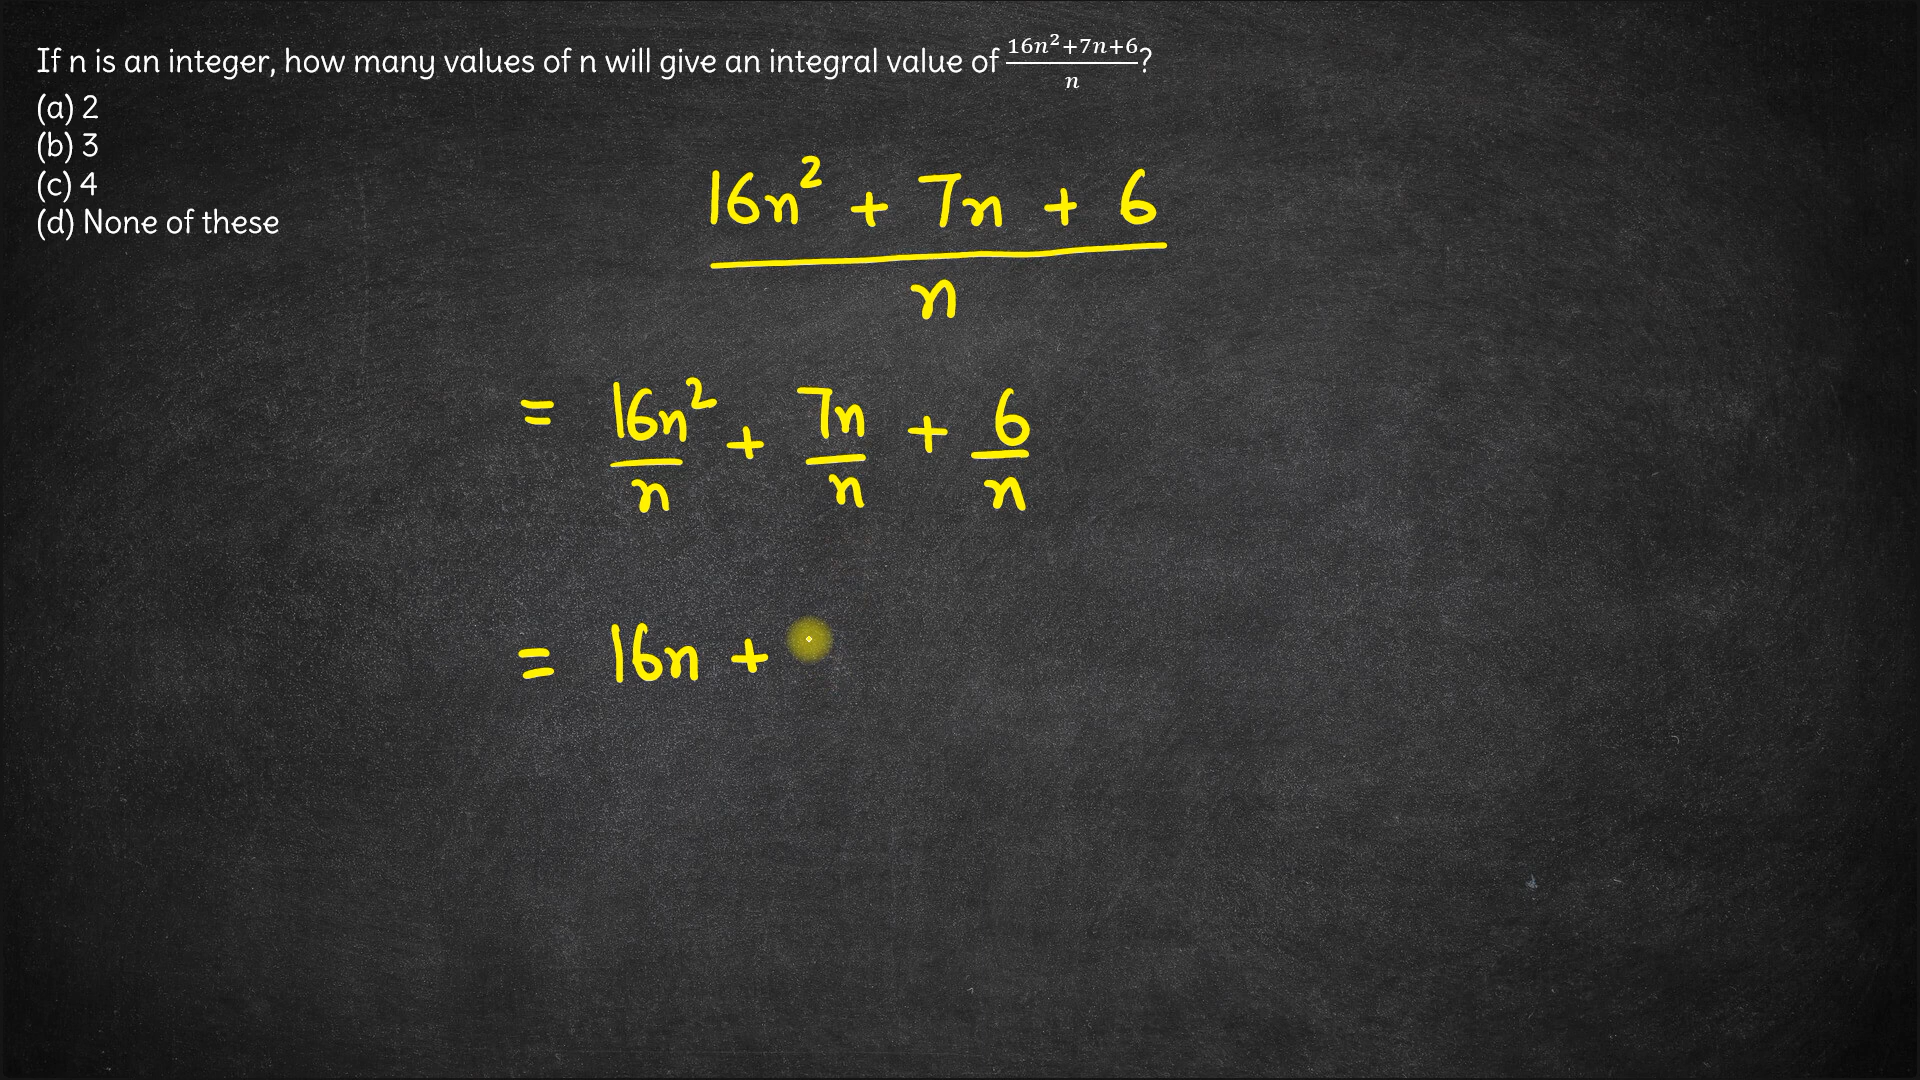 If n is an integer, how many values of n will give an integral value of (16n²+7n+6)/n?
(a) 2
(b) 3
(c) 4
(d) None of these
16n² + 7n + 6
n
= 16n²/n + 7n/n + 6/n
= 16n +